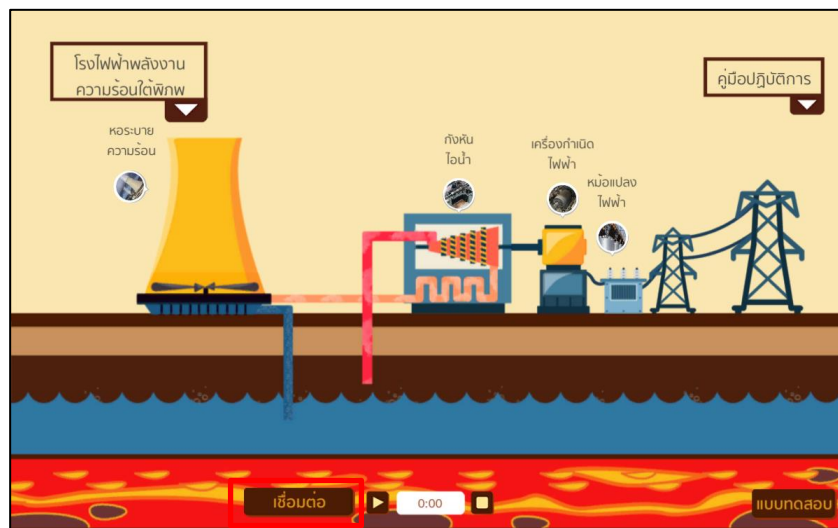 โรงไฟฟ้าพลังงาน
ความร้อนใต้พิภพ
คู่มือปฏิบัติการ
หอระบาย
ความร้อน
กังหัน
ไอน้ำ
เครื่องกำเนิด
ไฟฟ้า
หม้อแปลง
ไฟฟ้า
เชื่อมต่อ
0:00
แบบทดสอบ